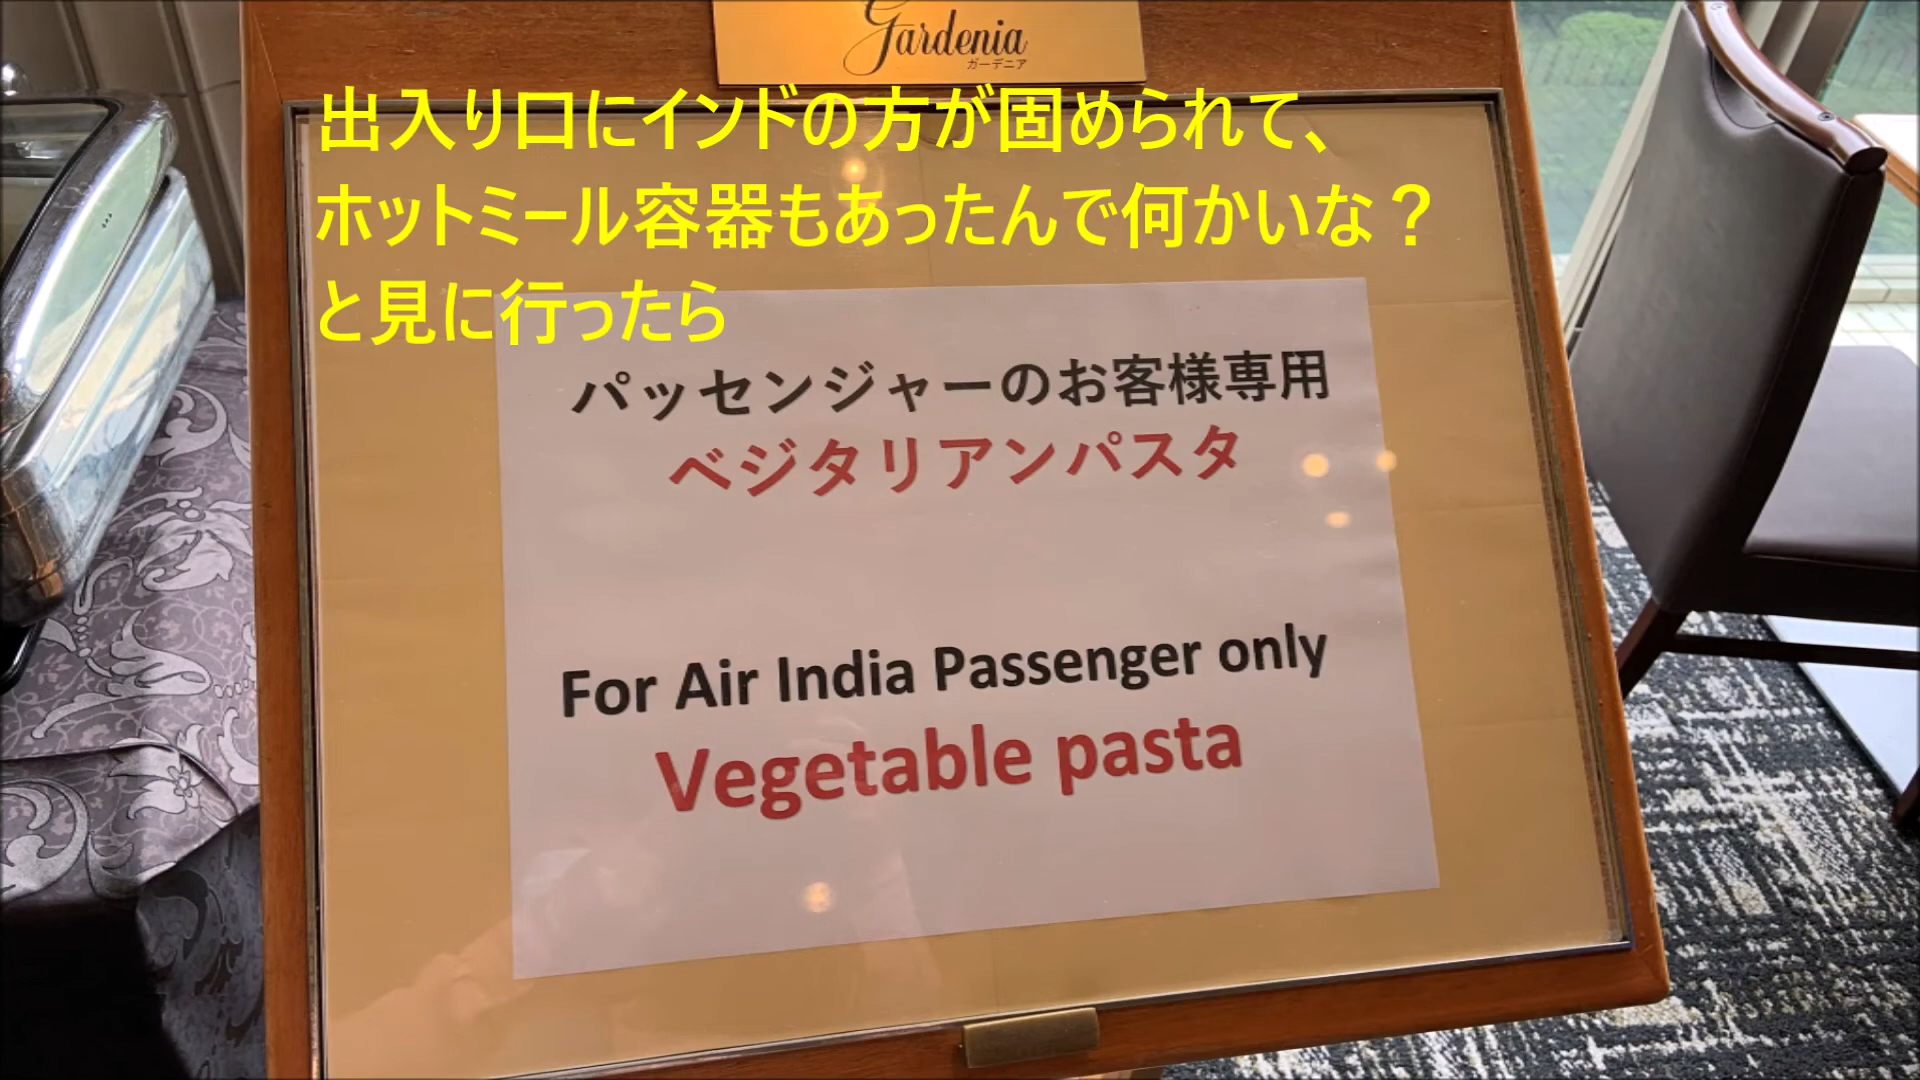 Gardenia
ガーデニア
出入り口にインドの方が固められて、
ホットミール容器もあったんで何かいな？
と見に行ったら
パッセンジャーのお客様専用
ベジタリアンパスタ
For Air India Passenger only
Vegetable pasta